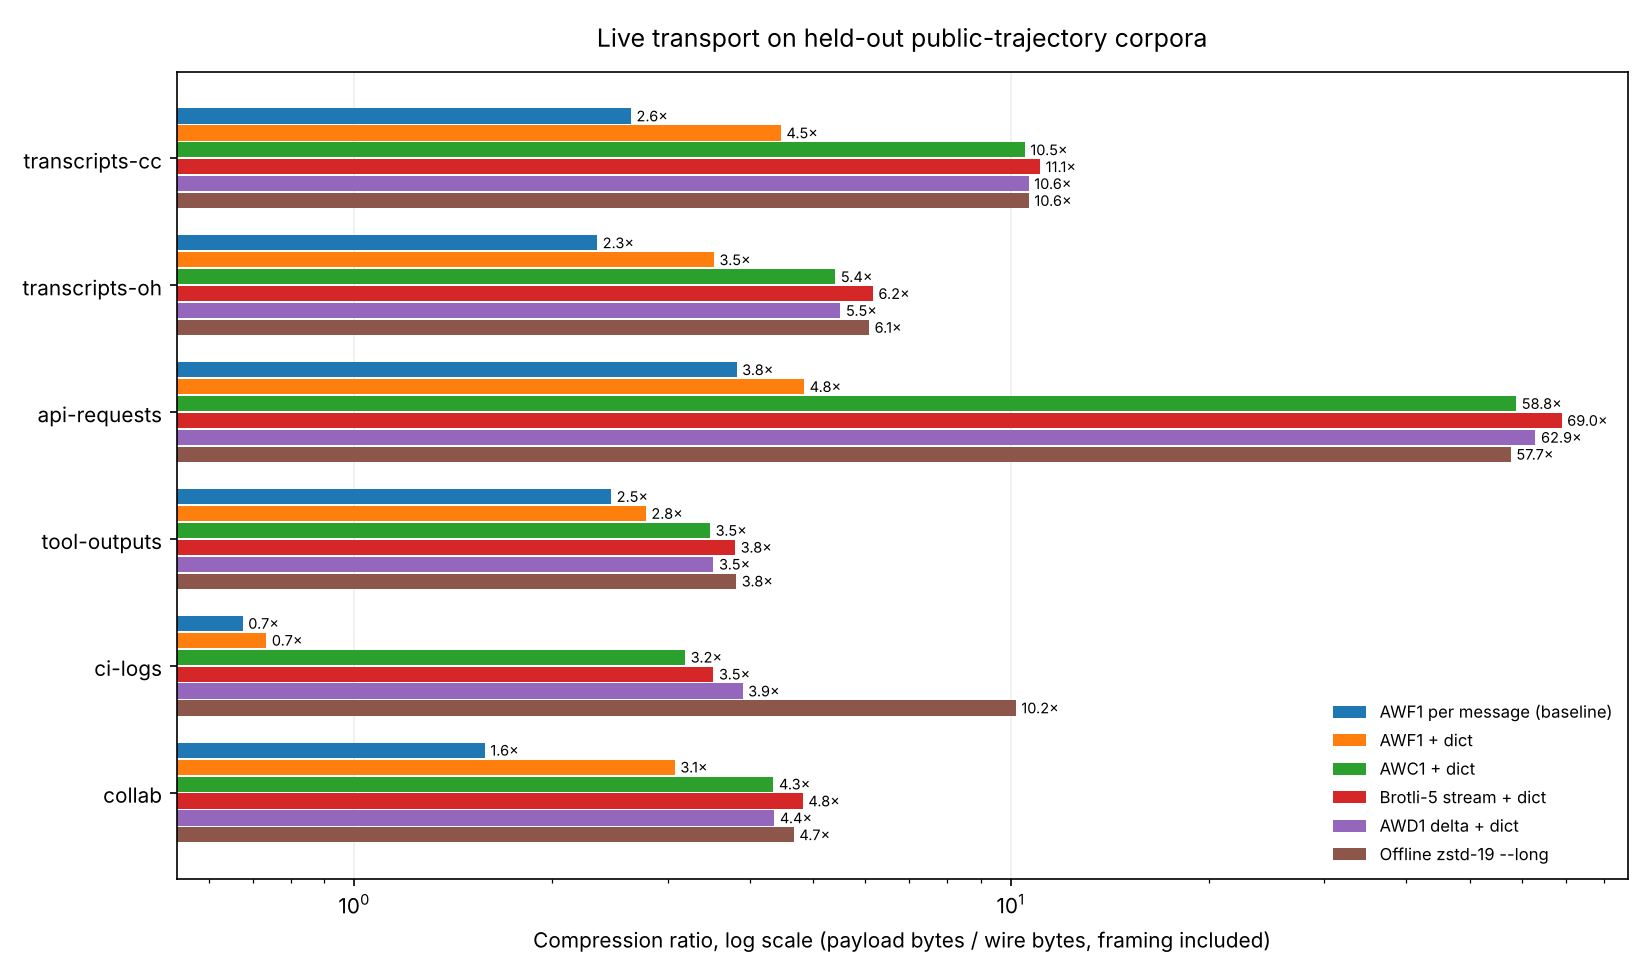 Live transport on held-out public-trajectory corpora
transcripts-cc
2.6×
4.5×
10.5×
11.1×
10.6×
10.6×
transcripts-oh
2.3×
3.5×
5.4×
6.2×
5.5×
6.1×
api-requests
3.8×
4.8×
58.8×
69.0×
62.9×
57.7×
tool-outputs
2.5×
2.8×
3.5×
3.8×
3.5×
3.8×
ci-logs
0.7×
0.7×
3.2×
3.5×
3.9×
10.2×
collab
1.6×
3.1×
4.3×
4.8×
4.4×
4.7×
AWF1 per message (baseline)
AWF1 + dict
AWC1 + dict
Brotli-5 stream + dict
AWD1 delta + dict
Offline zstd-19 --long
10⁰ 10¹
Compression ratio, log scale (payload bytes / wire bytes, framing included)